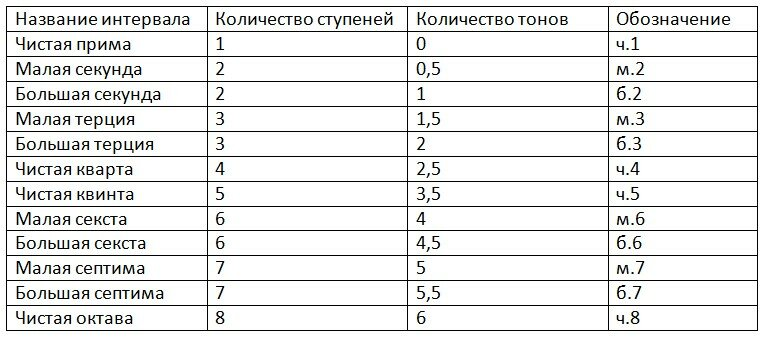 Название интервала Количество ступеней Количество тонов Обозначение
Чистая прима 1 0 ч.1
Малая секунда 2 0,5 м.2
Большая секунда 2 1 б.2
Малая терция 3 1,5 м.3
Большая терция 3 2 б.3
Чистая кварта 4 2,5 ч.4
Чистая квинта 5 3,5 ч.5
Малая секста 6 4 м.6
Большая секста 6 4,5 б.6
Малая септима 7 5 м.7
Большая септима 7 5,5 б.7
Чистая октава 8 6 ч.8